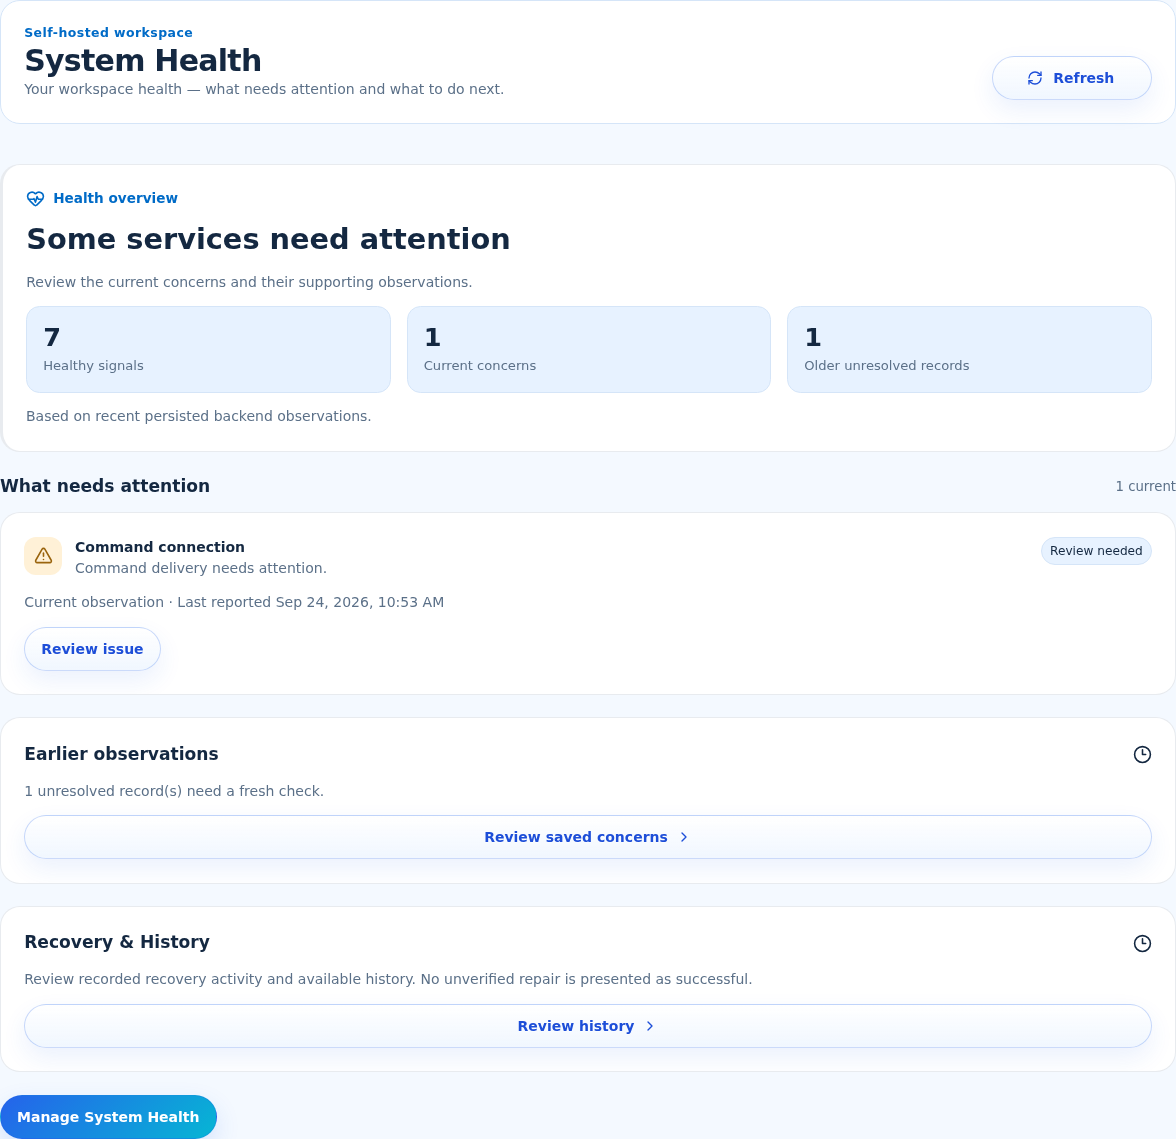 Self-hosted workspace
System Health
Your workspace health — what needs attention and what to do next.
Refresh
Health overview
Some services need attention
Review the current concerns and their supporting observations.
7
Healthy signals
1
Current concerns
1
Older unresolved records
Based on recent persisted backend observations.
What needs attention
1 current
Command connection
Command delivery needs attention.
Review needed
Current observation · Last reported Sep 24, 2026, 10:53 AM
Review issue
Earlier observations
1 unresolved record(s) need a fresh check.
Review saved concerns
Recovery & History
Review recorded recovery activity and available history. No unverified repair is presented as successful.
Review history
Manage System Health